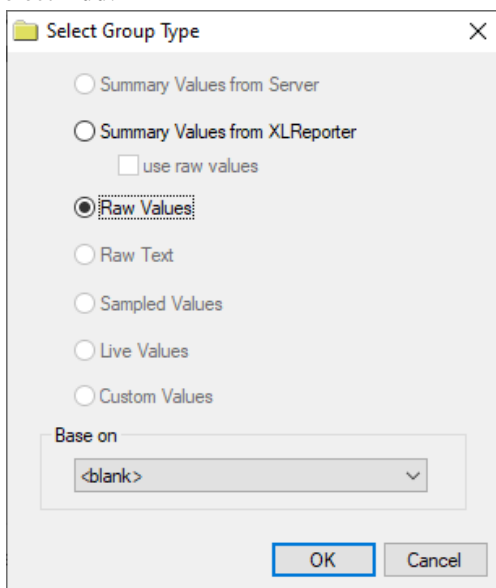 Select Group Type
Summary Values from Server
Summary Values from XLReporter
use raw values
Raw Values
Raw Text
Sampled Values
Live Values
Custom Values
Base on
<blank>
OK
Cancel